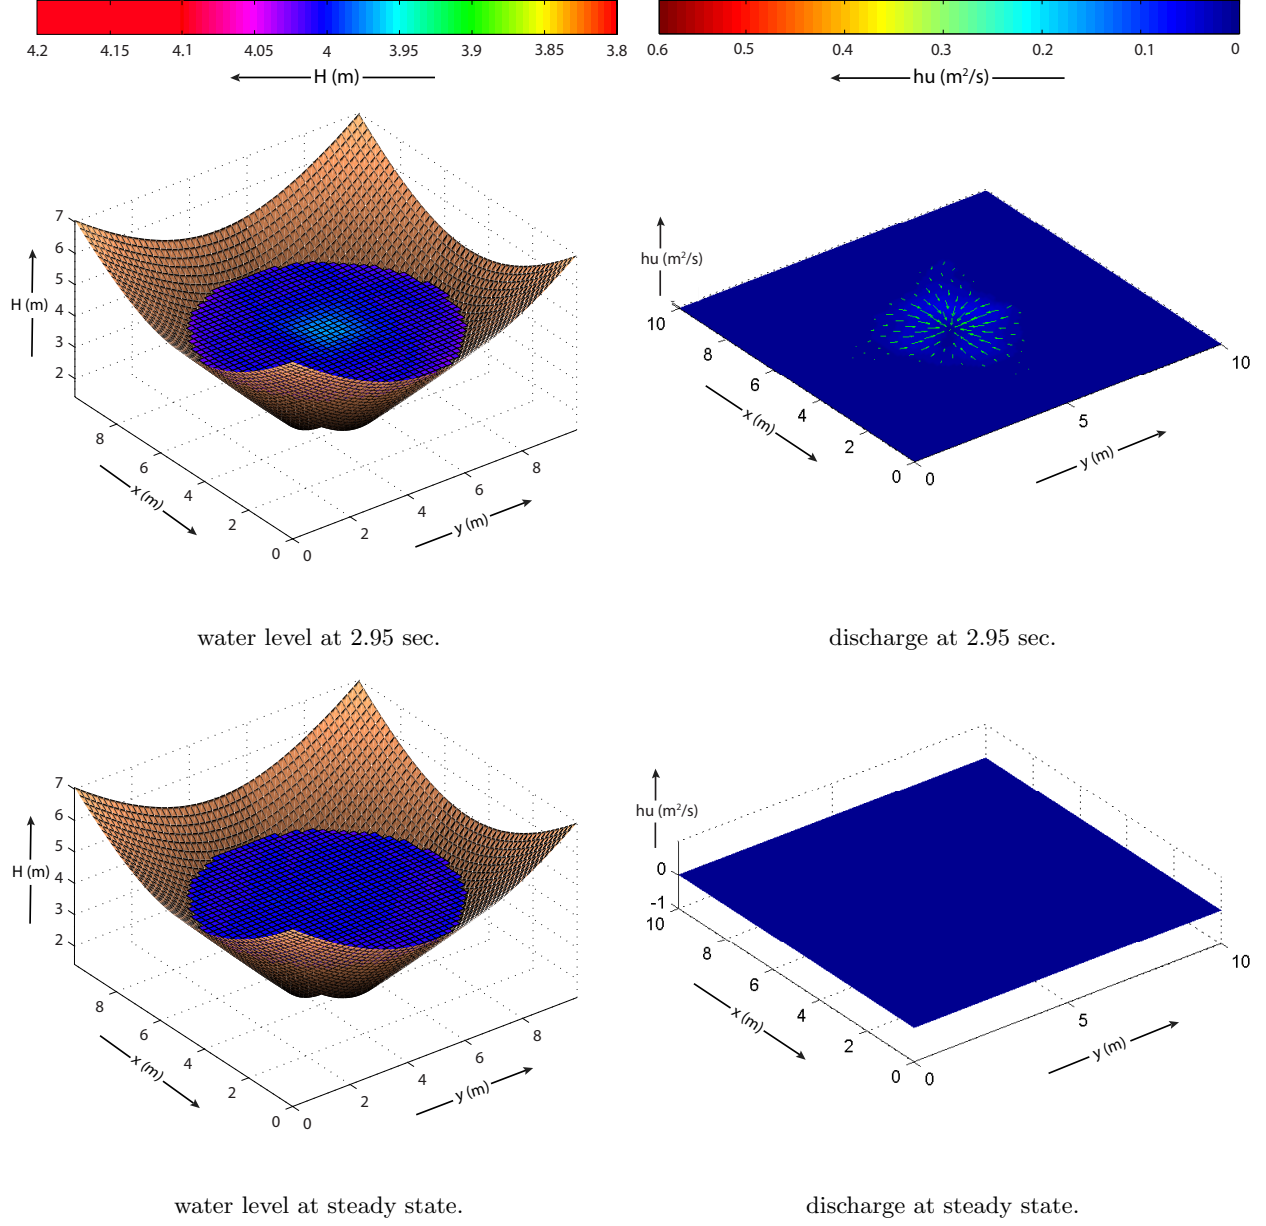 4.2 4.15 4.1 4.05 4 3.95 3.9 3.85 3.8
H (m)
0.6 0.5 0.4 0.3 0.2 0.1 0
hu (m²/s)
7
6
5
4
3
2
H (m)
8
6
4
2
0
x (m)
0
2
4
6
8
y (m)
hu (m²/s)
10
8
6
4
2
0
x (m)
0
5
10
y (m)
water level at 2.95 sec.
discharge at 2.95 sec.
7
6
5
4
3
2
H (m)
8
6
4
2
0
x (m)
0
2
4
6
8
y (m)
hu (m²/s)
0
-1
10
8
6
4
2
0
x (m)
0
5
10
y (m)
water level at steady state.
discharge at steady state.